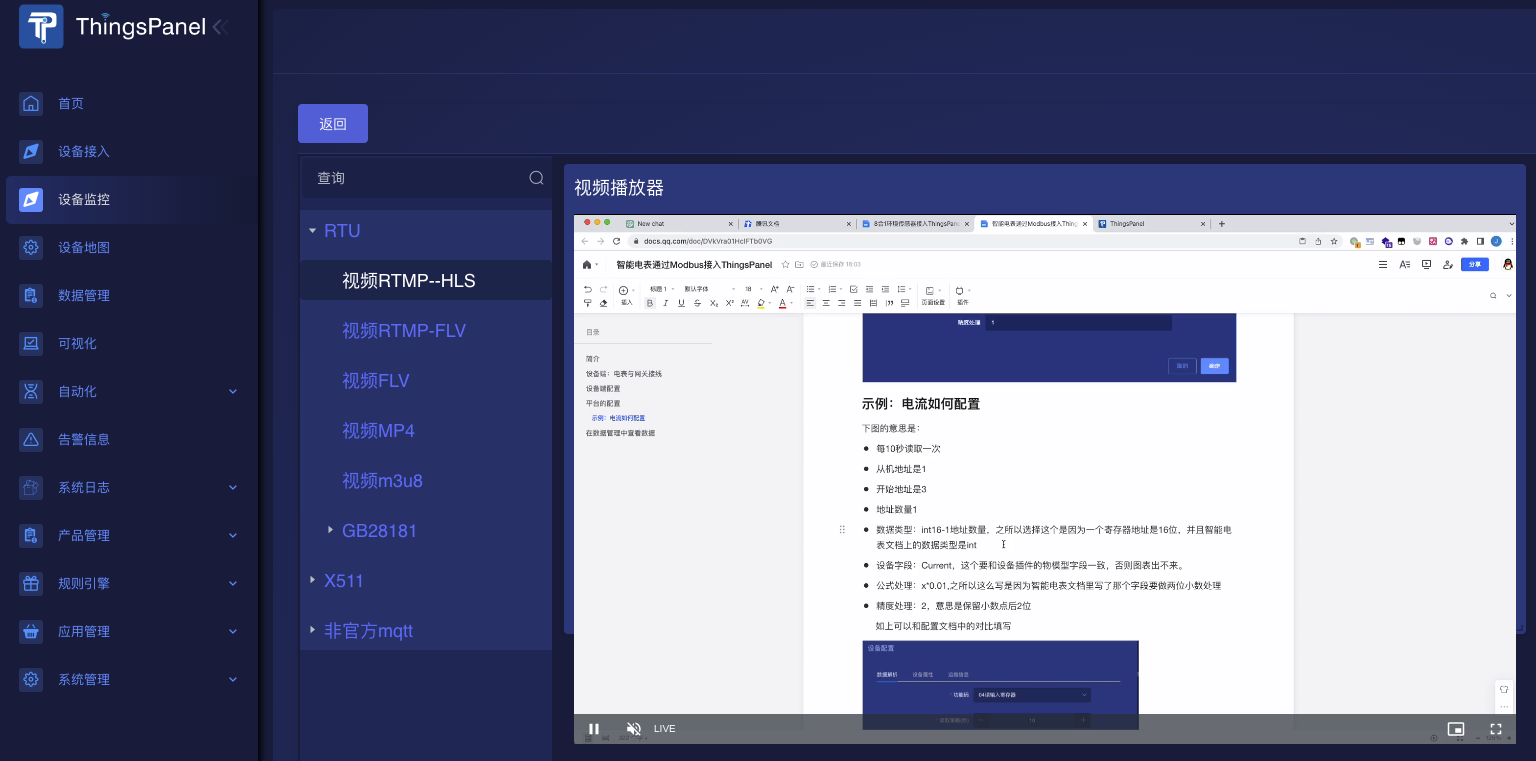 ThingsPanel
首页
设备接入
设备监控
设备地图
数据管理
可视化
自动化
告警信息
系统日志
产品管理
规则引擎
应用管理
系统管理
返回
查询
RTU
视频RTMP--HLS
视频RTMP-FLV
视频FLV
视频MP4
视频m3u8
GB28181
X511
非官方mqtt
视频播放器
New chat
腾讯文档
8合1环境传感器接入ThingsPan
智能电表通过Modbus接入Thing
ThingsPanel
docs.qq.com/doc/DVkVra01HclFTb0VG
智能电表通过Modbus接入ThingsPanel
最近保存 16:03
分享
插入
标题 1
默认字体
18
页面设置
插件
目录
简介
设备端：电表与网关接线
设备端配置
平台的配置
示例：电流如何配置
在数据管理中查看数据
精度处理
1
取消
确定
示例：电流如何配置
下图的意思是：
每10秒读取一次
从机地址是1
开始地址是3
地址数量1
数据类型：int16-1地址数量，之所以选择这个是因为一个寄存器地址是16位，并且智能电
表文档上的数据类型是int
设备字段：Current，这个要和设备插件的物模型字段一致，否则图表出不来。
公式处理：x*0.01,之所以这么写是因为智能电表文档里写了那个字段要做两位小数处理
精度处理：2，意思是保留小数点后2位
如上可以和配置文档中的对比填写
设备配置
数据解析
设备属性
运维信息
* 功能码
04读输入寄存器
10
LIVE